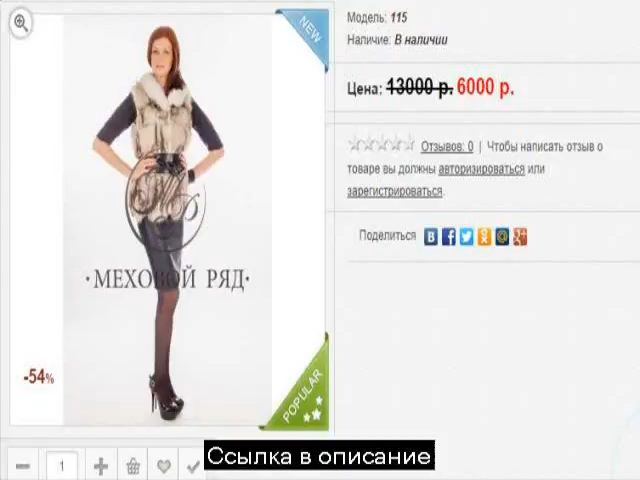 Модель: 115
NEW
Наличие: В наличии
Цена: 13000 р. 6000 р.
Отзывов: 0 | Чтобы написать отзыв о
товаре вы должны авторизироваться или
зарегистрироваться.
Поделиться
·МЕХОВОЙ РЯД·
-54%
POPULAR
1
Ссылка в описание